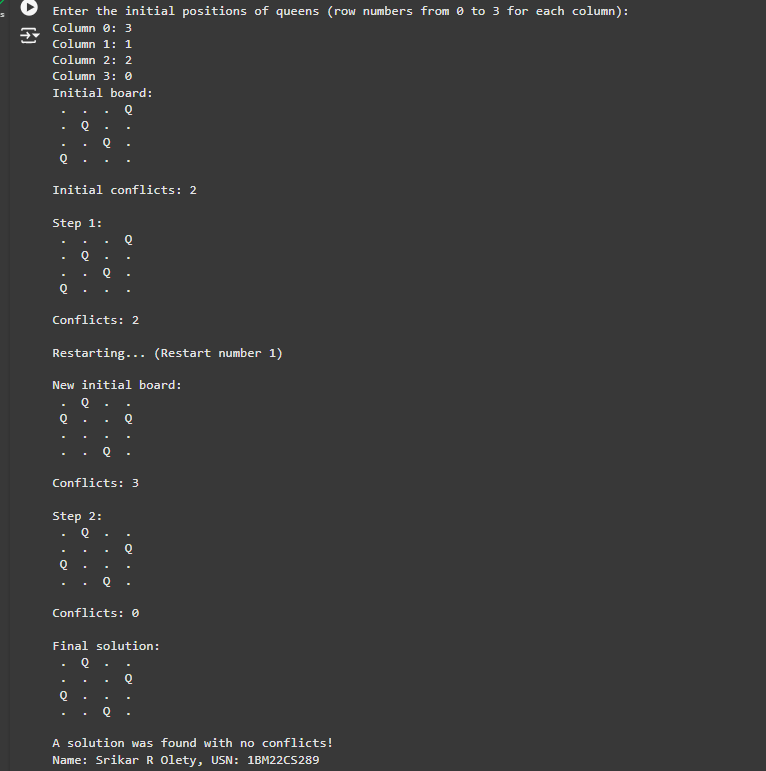 s
Enter the initial positions of queens (row numbers from 0 to 3 for each column):
Column 0: 3
Column 1: 1
Column 2: 2
Column 3: 0
Initial board:
. . . Q
. Q . .
. . Q .
Q . . .
Initial conflicts: 2
Step 1:
. . . Q
. Q . .
. . Q .
Q . . .
Conflicts: 2
Restarting... (Restart number 1)
New initial board:
. Q . .
Q . . Q
. . . .
. . Q .
Conflicts: 3
Step 2:
. Q . .
. . . Q
Q . . .
. . Q .
Conflicts: 0
Final solution:
. Q . .
. . . Q
Q . . .
. . Q .
A solution was found with no conflicts!
Name: Srikar R Olety, USN: 1BM22CS289